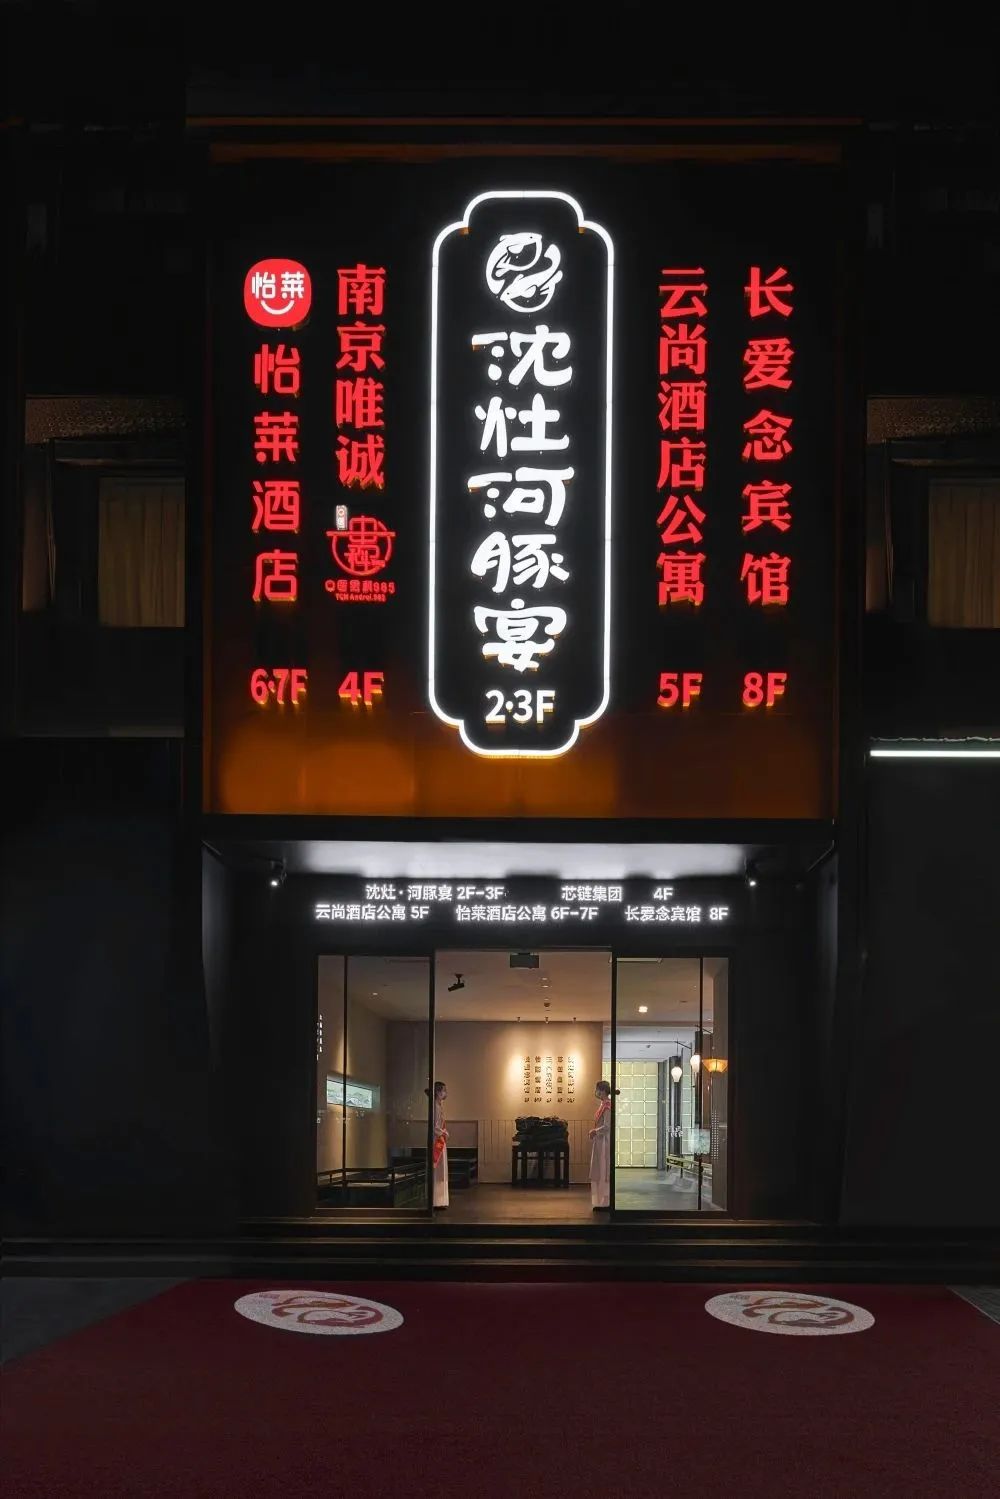 怡莱
怡莱酒店
6·7F
南京唯诚
4F
沈灶河豚宴
2·3F
云尚酒店公寓
5F
长爱念宾馆
8F
沈灶·河豚宴 2F-3F 芯链集团 4F
云尚酒店公寓 5F 怡莱酒店公寓 6F-7F 长爱念宾馆 8F